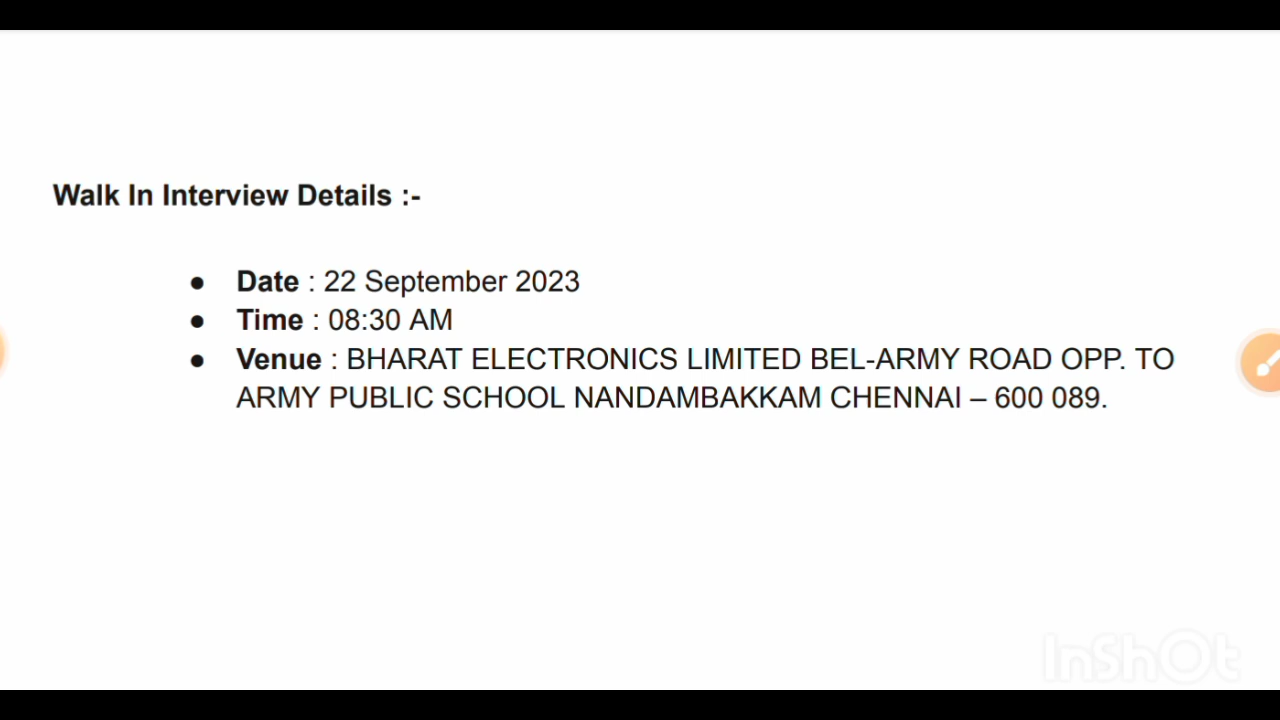 Walk In Interview Details :-
● Date : 22 September 2023
● Time : 08:30 AM
● Venue : BHARAT ELECTRONICS LIMITED BEL-ARMY ROAD OPP. TO
ARMY PUBLIC SCHOOL NANDAMBAKKAM CHENNAI – 600 089.
InShOt